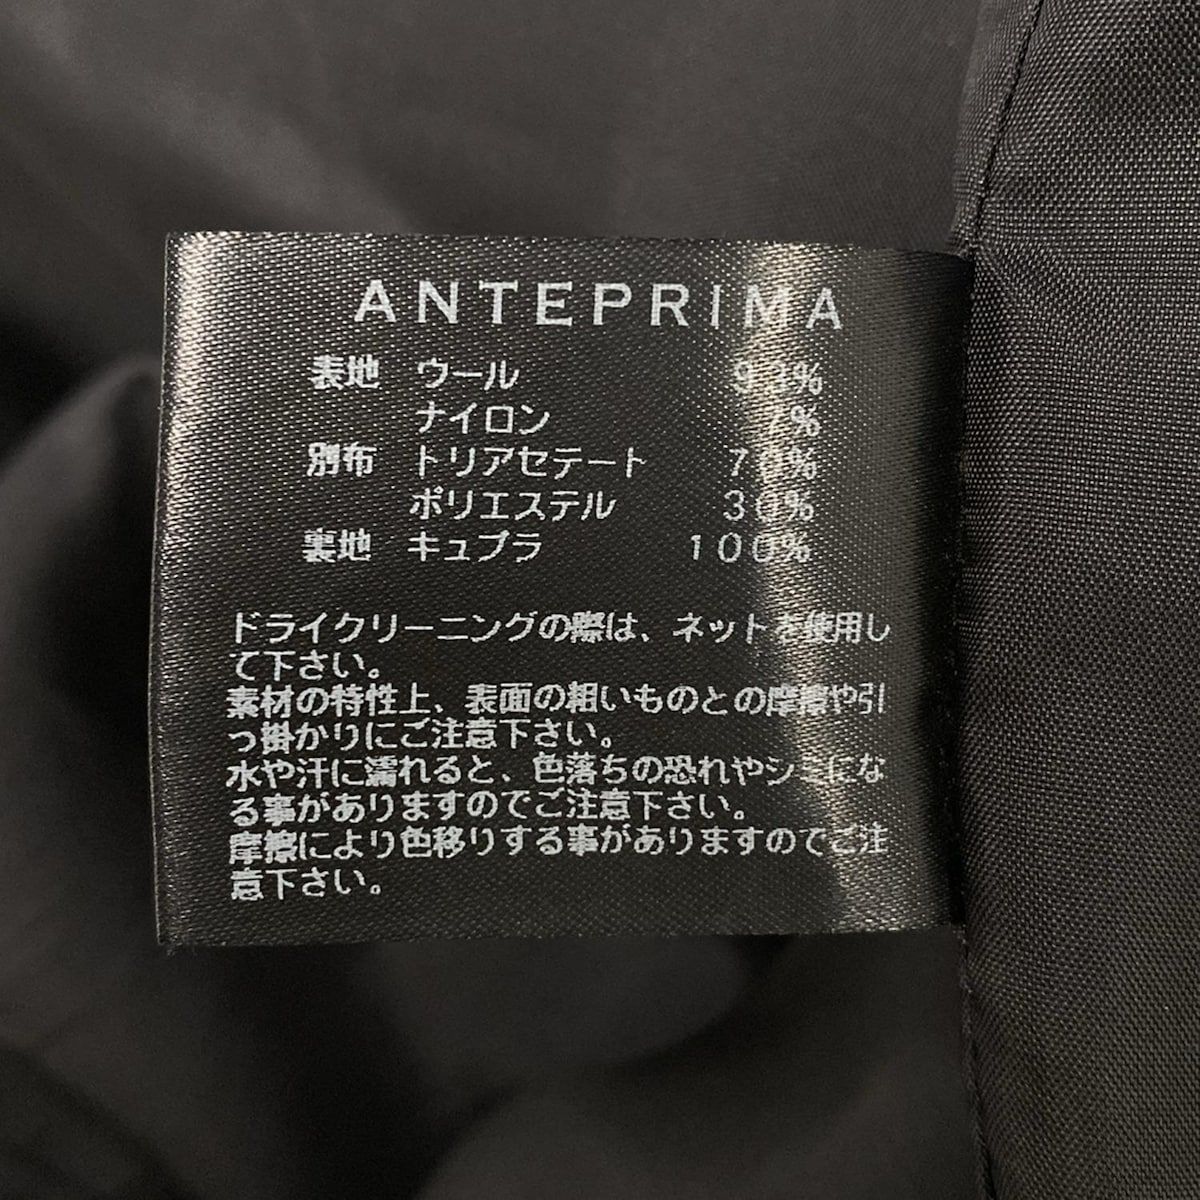 ANTEPRIMA
表地 ウール 93%
ナイロン 7%
別布 トリアセテート 70%
ポリエステル 30%
裏地 キュプラ 100%
ドライクリーニングの際は、ネットを使用し
て下さい。
素材の特性上、表面の粗いものとの摩擦や引
っ掛かりにご注意下さい。
水や汗に濡れると、色落ちの恐れやシミにな
る事がありますのでご注意下さい。
摩擦により色移りする事がありますのでご注
意下さい。